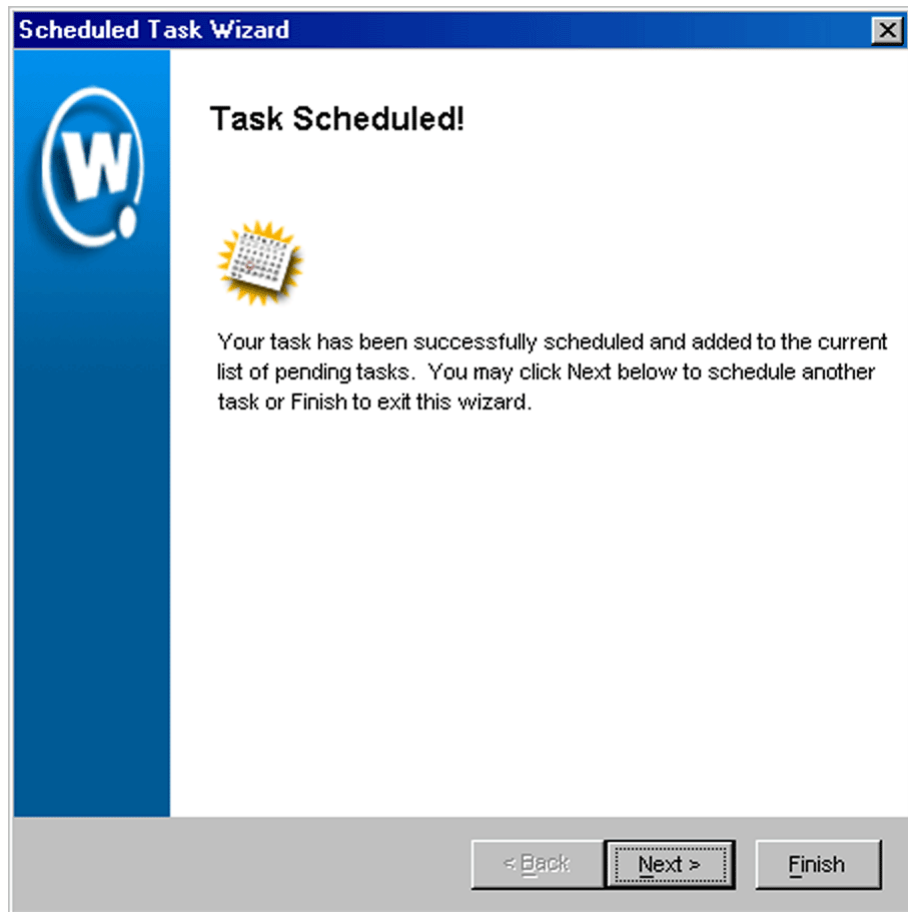 Scheduled Task Wizard
W
Task Scheduled!
Your task has been successfully scheduled and added to the current
list of pending tasks.  You may click Next below to schedule another
task or Finish to exit this wizard.
< Back
Next >
Finish